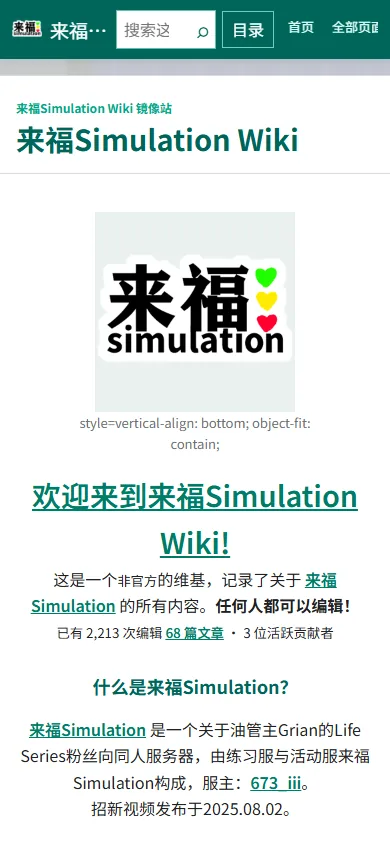 来福…
搜索这
目录
首页
全部页面
来福Simulation Wiki 镜像站
来福Simulation Wiki
来福
simulation
style=vertical-align: bottom; object-fit:
contain;
欢迎来到来福Simulation
Wiki!
这是一个非官方的维基，记录了关于 来福
Simulation 的所有内容。任何人都可以编辑！
已有 2,213 次编辑 68 篇文章 · 3 位活跃贡献者
什么是来福Simulation？
来福Simulation 是一个关于油管主Grian的Life
Series粉丝向同人服务器，由练习服与活动服来福
Simulation构成，服主：673_iii。
招新视频发布于2025.08.02。